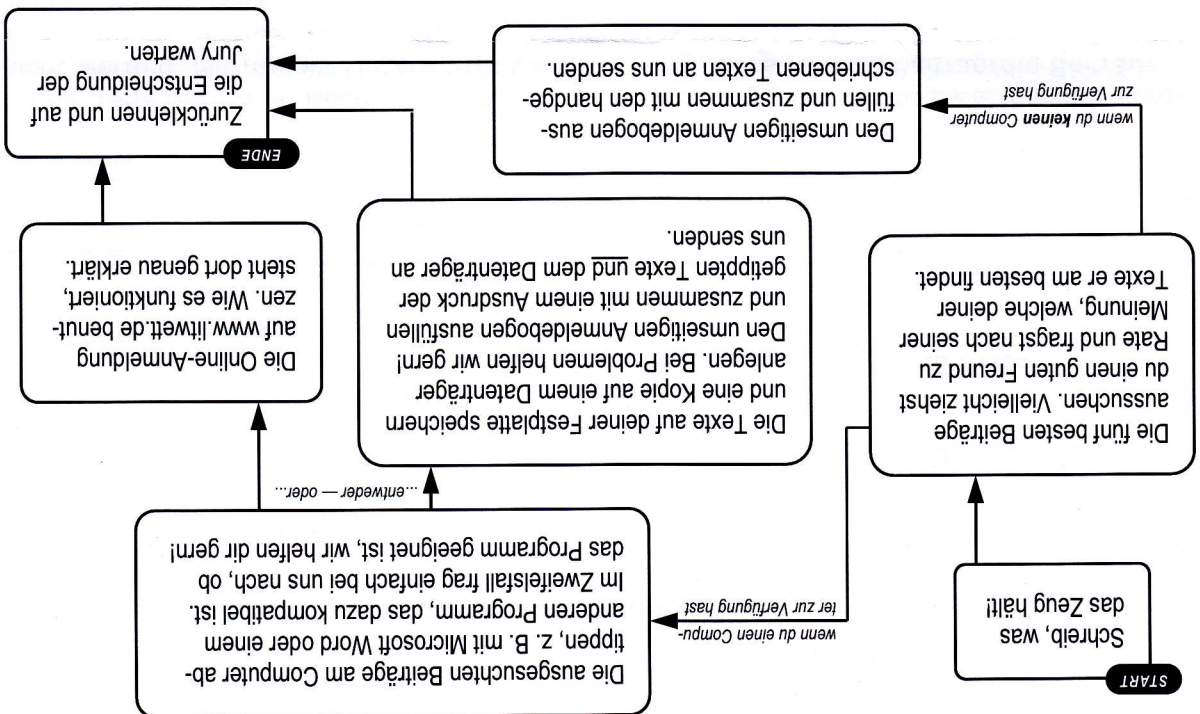 START
Schreib, was
das Zeug hält!
Die fünf besten Beiträge
aussuchen. Vielleicht ziehst
du einen guten Freund zu
Rate und fragst nach seiner
Meinung, welche deiner
Texte er am besten findet.
wenn du einen Compu-
ter zur Verfügung hast
Die ausgesuchten Beiträge am Computer ab-
tippen, z. B. mit Microsoft Word oder einem
anderen Programm, das dazu kompatibel ist.
Im Zweifelsfall frag einfach bei uns nach, ob
das Programm geeignet ist, wir helfen dir gern!
...entweder — oder...
Die Texte auf deiner Festplatte speichern
und eine Kopie auf einem Datenträger
anlegen. Bei Problemen helfen wir gern!
Den umseitigen Anmeldebogen ausfüllen
und zusammen mit einem Ausdruck der
getippten Texte und dem Datenträger an
uns senden.
Die Online-Anmeldung
auf www.litwett.de benut-
zen. Wie es funktioniert,
steht dort genau erklärt.
wenn du keinen Computer
zur Verfügung hast
Den umseitigen Anmeldebogen aus-
füllen und zusammen mit den handge-
schriebenen Texten an uns senden.
ENDE
Zurücklehnen und auf
die Entscheidung der
Jury warten.